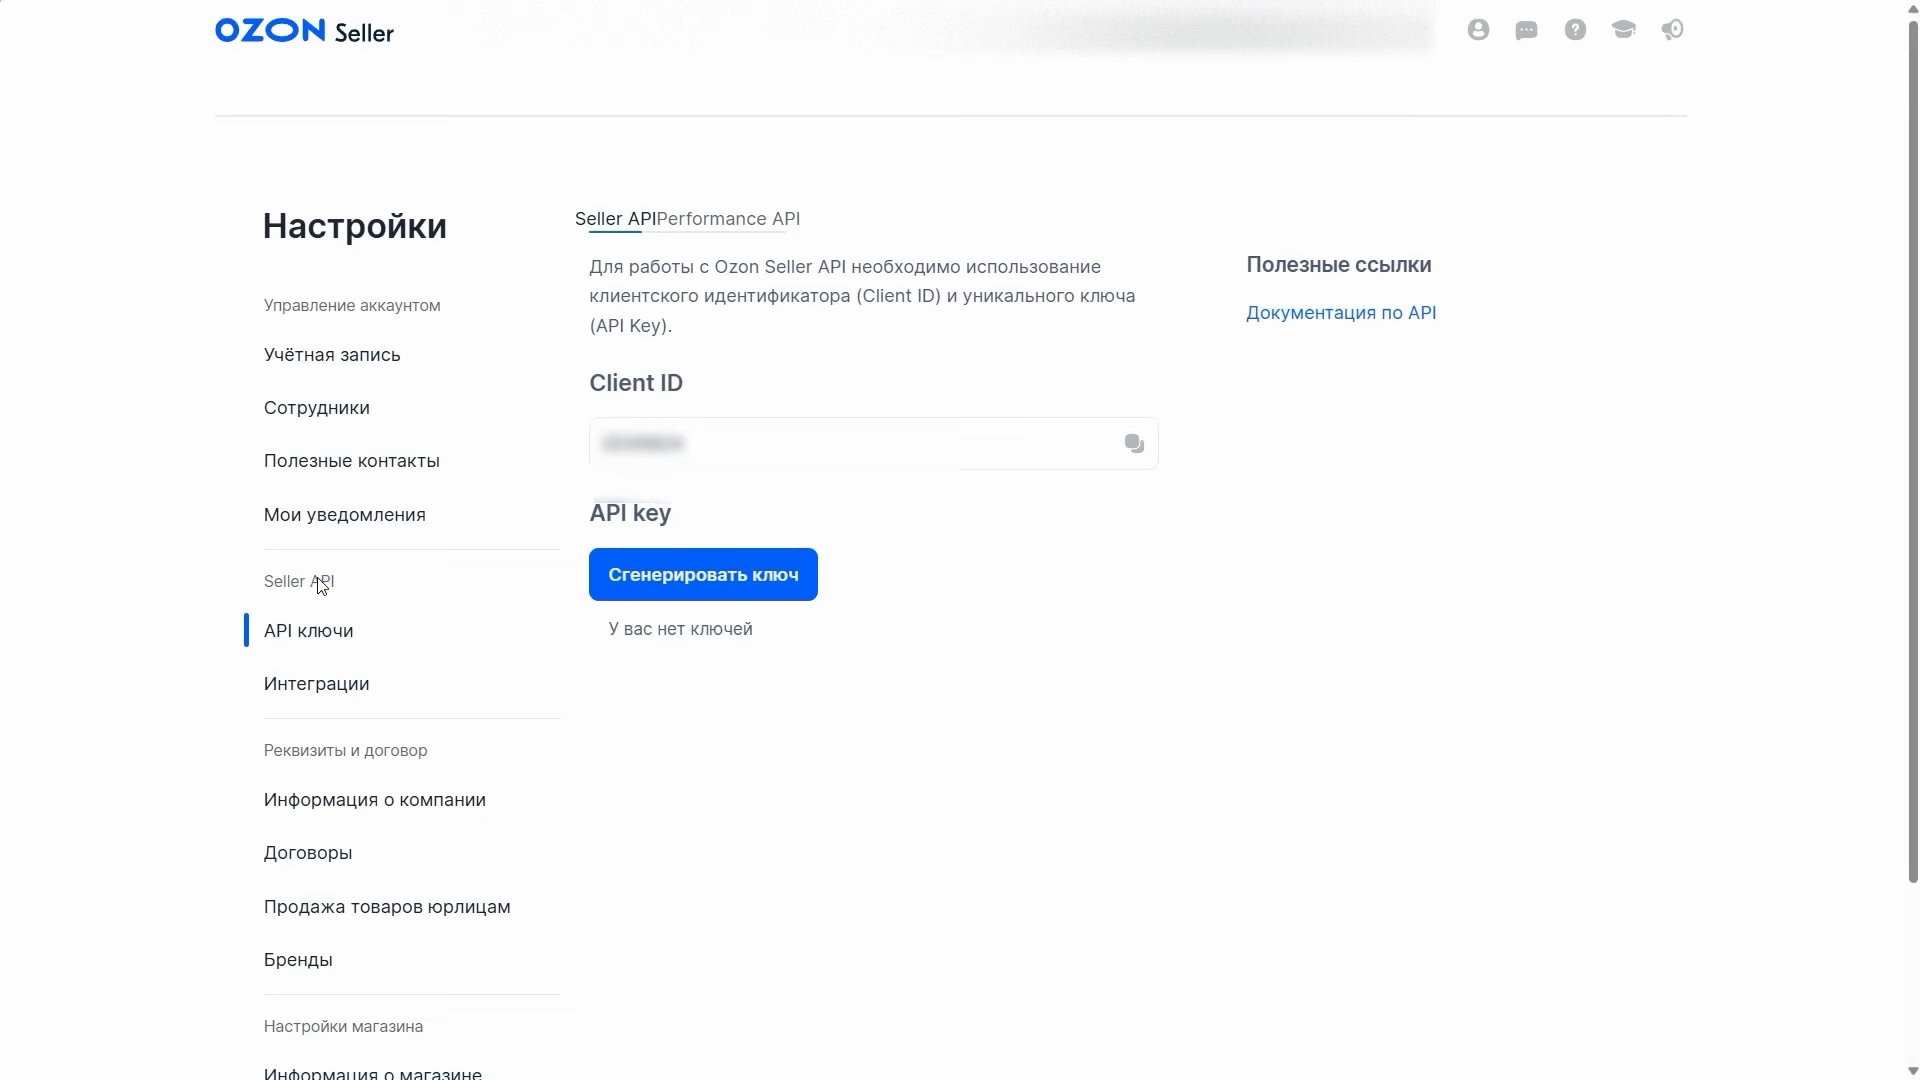 OZON Seller
Настройки
Управление аккаунтом
Учётная запись
Сотрудники
Полезные контакты
Мои уведомления
Seller API
API ключи
Интеграции
Реквизиты и договор
Информация о компании
Договоры
Продажа товаров юрлицам
Бренды
Настройки магазина
Информация о магазине
Seller API Performance API
Для работы с Ozon Seller API необходимо использование
клиентского идентификатора (Client ID) и уникального ключа
(API Key).
Client ID
API key
Сгенерировать ключ
У вас нет ключей
Полезные ссылки
Документация по API